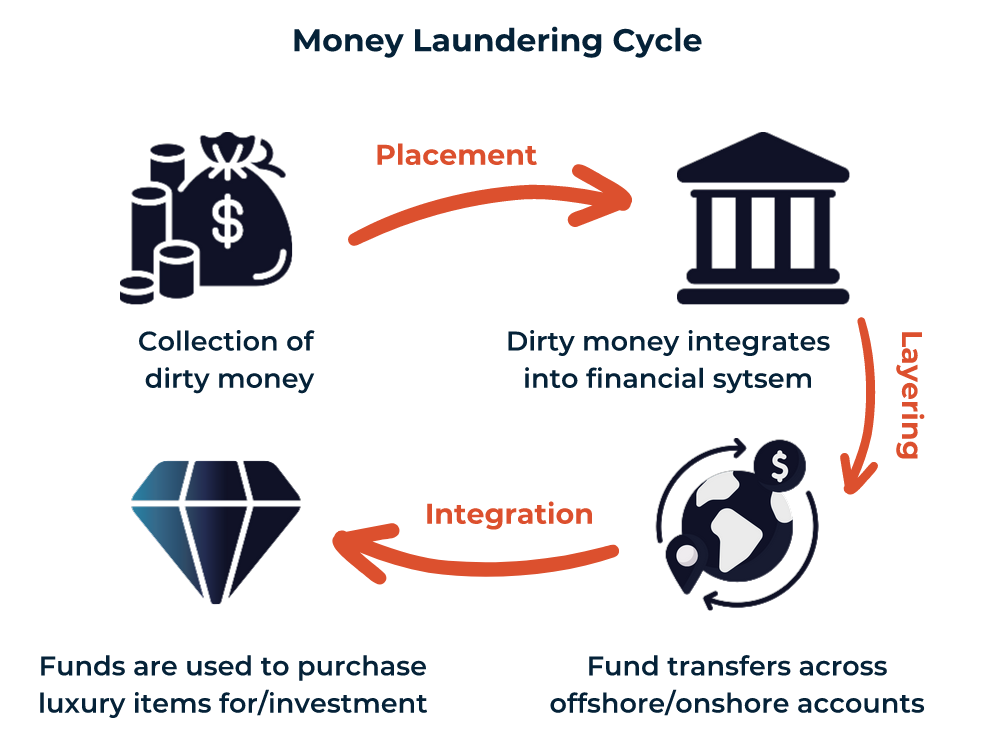 Money Laundering Cycle
Placement
$
Collection of
dirty money
Dirty money integrates
into financial sytsem
Layering
$
Integration
Funds are used to purchase
luxury items for/investment
Fund transfers across
offshore/onshore accounts